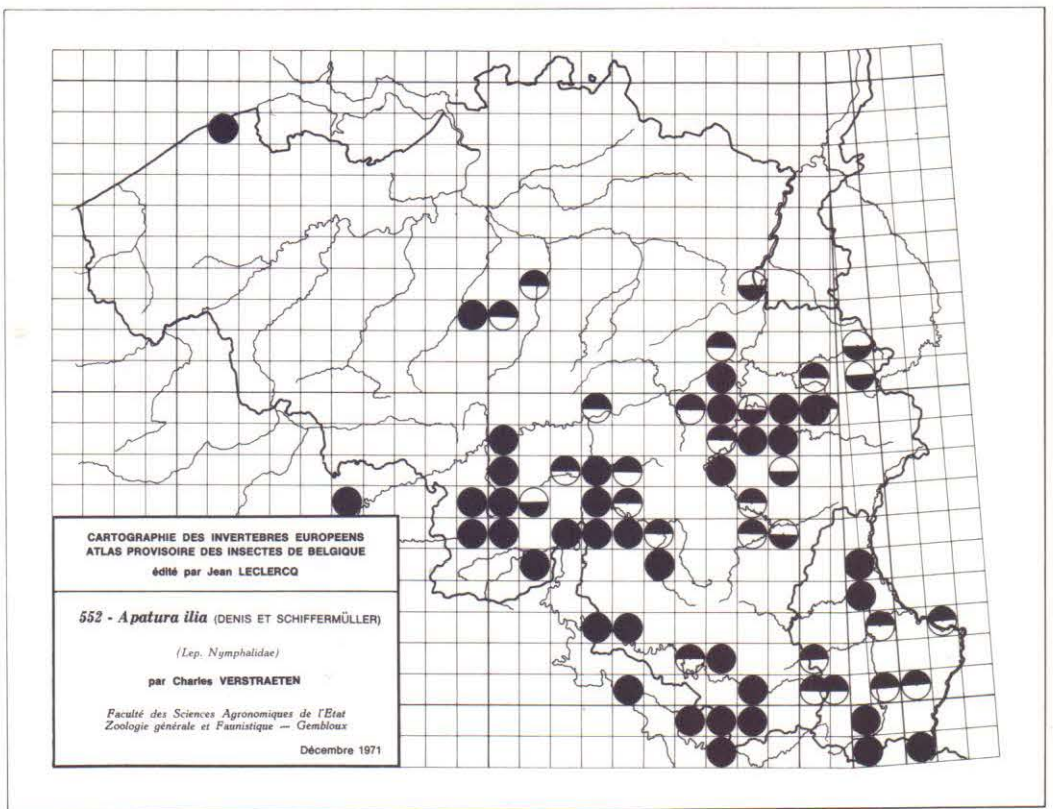 CARTOGRAPHIE DES INVERTEBRES EUROPEENS
ATLAS PROVISOIRE DES INSECTES DE BELGIQUE
édité par Jean LECLERCQ
552 - Apatura ilia (DENIS ET SCHIFFERMÜLLER)
(Lep. Nymphalidae)
par Charles VERSTRAETEN
Faculté des Sciences Agronomiques de l'Etat
Zoologie générale et Faunistique — Gembloux
Décembre 1971